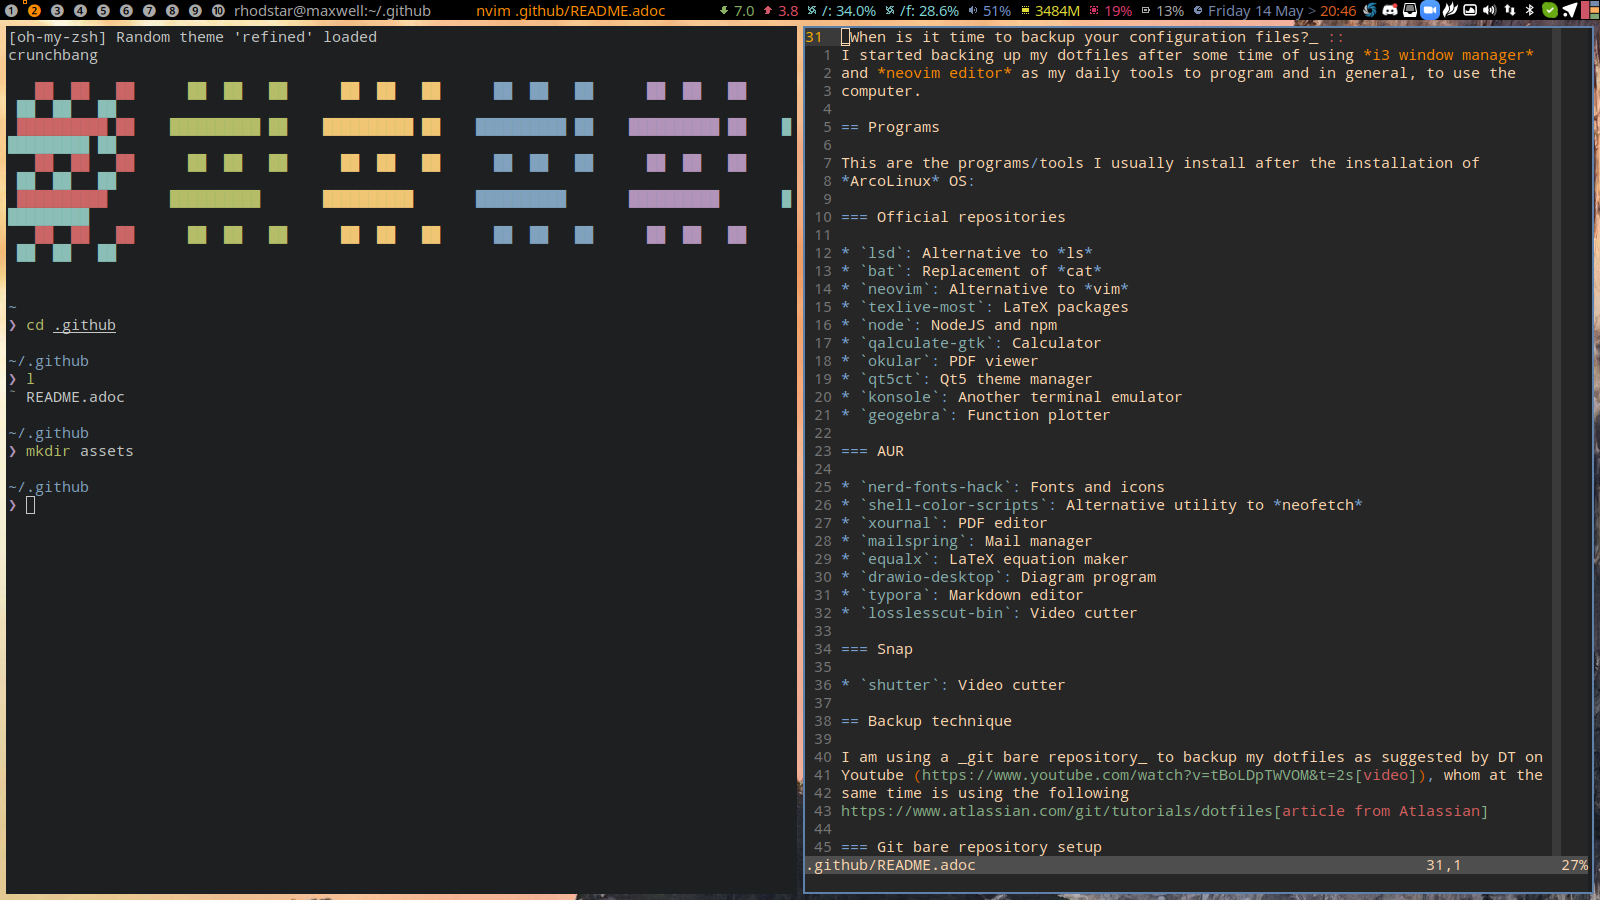 1 2 3 4 5 6 7 8 9 10 rhodstar@maxwell:~/.github nvim .github/README.adoc 7.0 3.8 /: 34.0% /f: 28.6% 51% 3484M 19% 13% Friday 14 May > 20:46
[oh-my-zsh] Random theme 'refined' loaded
crunchbang
~
❯ cd .github
~/.github
❯ l
README.adoc
~/.github
❯ mkdir assets
~/.github
❯
31 _When is it time to backup your configuration files?_ ::
1 I started backing up my dotfiles after some time of using *i3 window manager*
2 and *neovim editor* as my daily tools to program and in general, to use the
3 computer.
4
5 == Programs
6
7 This are the programs/tools I usually install after the installation of
8 *ArcoLinux* OS:
9
10 === Official repositories
11
12 * `lsd`: Alternative to *ls*
13 * `bat`: Replacement of *cat*
14 * `neovim`: Alternative to *vim*
15 * `texlive-most`: LaTeX packages
16 * `node`: NodeJS and npm
17 * `qalculate-gtk`: Calculator
18 * `okular`: PDF viewer
19 * `qt5ct`: Qt5 theme manager
20 * `konsole`: Another terminal emulator
21 * `geogebra`: Function plotter
22
23 === AUR
24
25 * `nerd-fonts-hack`: Fonts and icons
26 * `shell-color-scripts`: Alternative utility to *neofetch*
27 * `xournal`: PDF editor
28 * `mailspring`: Mail manager
29 * `equalx`: LaTeX equation maker
30 * `drawio-desktop`: Diagram program
31 * `typora`: Markdown editor
32 * `losslesscut-bin`: Video cutter
33
34 === Snap
35
36 * `shutter`: Video cutter
37
38 == Backup technique
39
40 I am using a _git bare repository_ to backup my dotfiles as suggested by DT on
41 Youtube (https://www.youtube.com/watch?v=tBoLDpTWVOM&t=2s[video]), whom at the
42 same time is using the following
43 https://www.atlassian.com/git/tutorials/dotfiles[article from Atlassian]
44
45 === Git bare repository setup
.github/README.adoc 31,1 27%